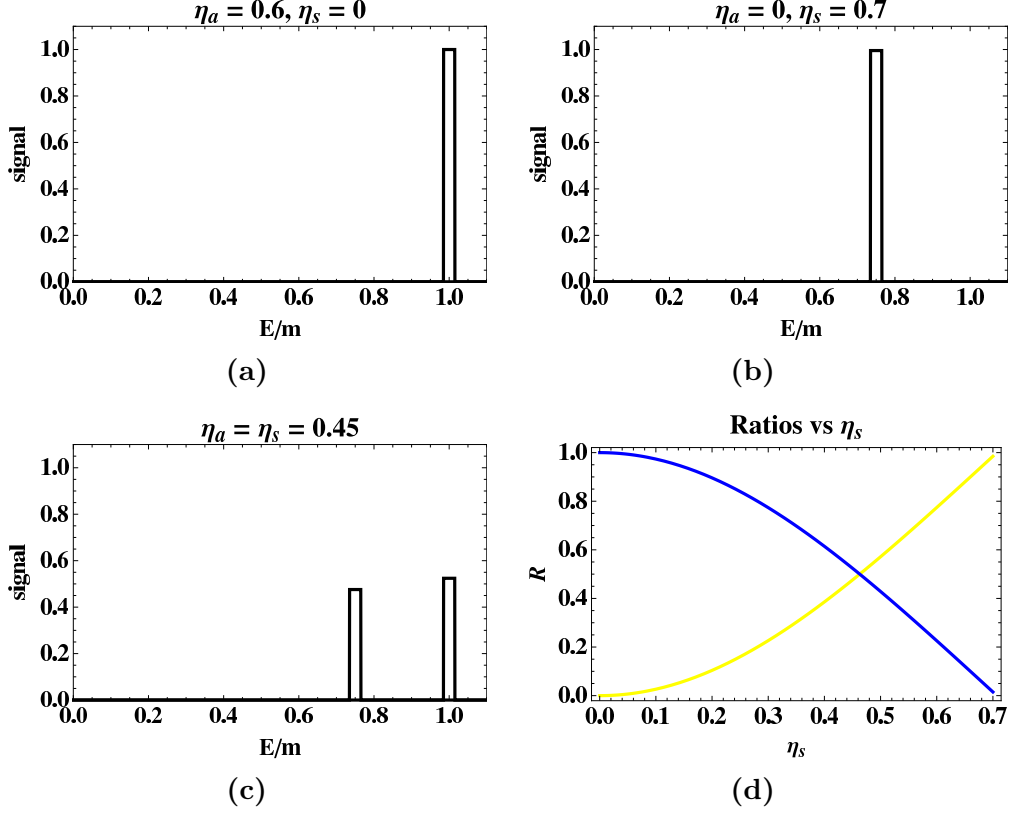 ηa = 0.6, ηs = 0
1.0
0.8
0.6
0.4
0.2
0.0
signal
0.0 0.2 0.4 0.6 0.8 1.0
E/m
(a)
ηa = 0, ηs = 0.7
1.0
0.8
0.6
0.4
0.2
0.0
signal
0.0 0.2 0.4 0.6 0.8 1.0
E/m
(b)
ηa = ηs = 0.45
1.0
0.8
0.6
0.4
0.2
0.0
signal
0.0 0.2 0.4 0.6 0.8 1.0
E/m
(c)
Ratios vs ηs
1.0
0.8
0.6
0.4
0.2
0.0
R
0.0 0.1 0.2 0.3 0.4 0.5 0.6 0.7
ηs
(d)